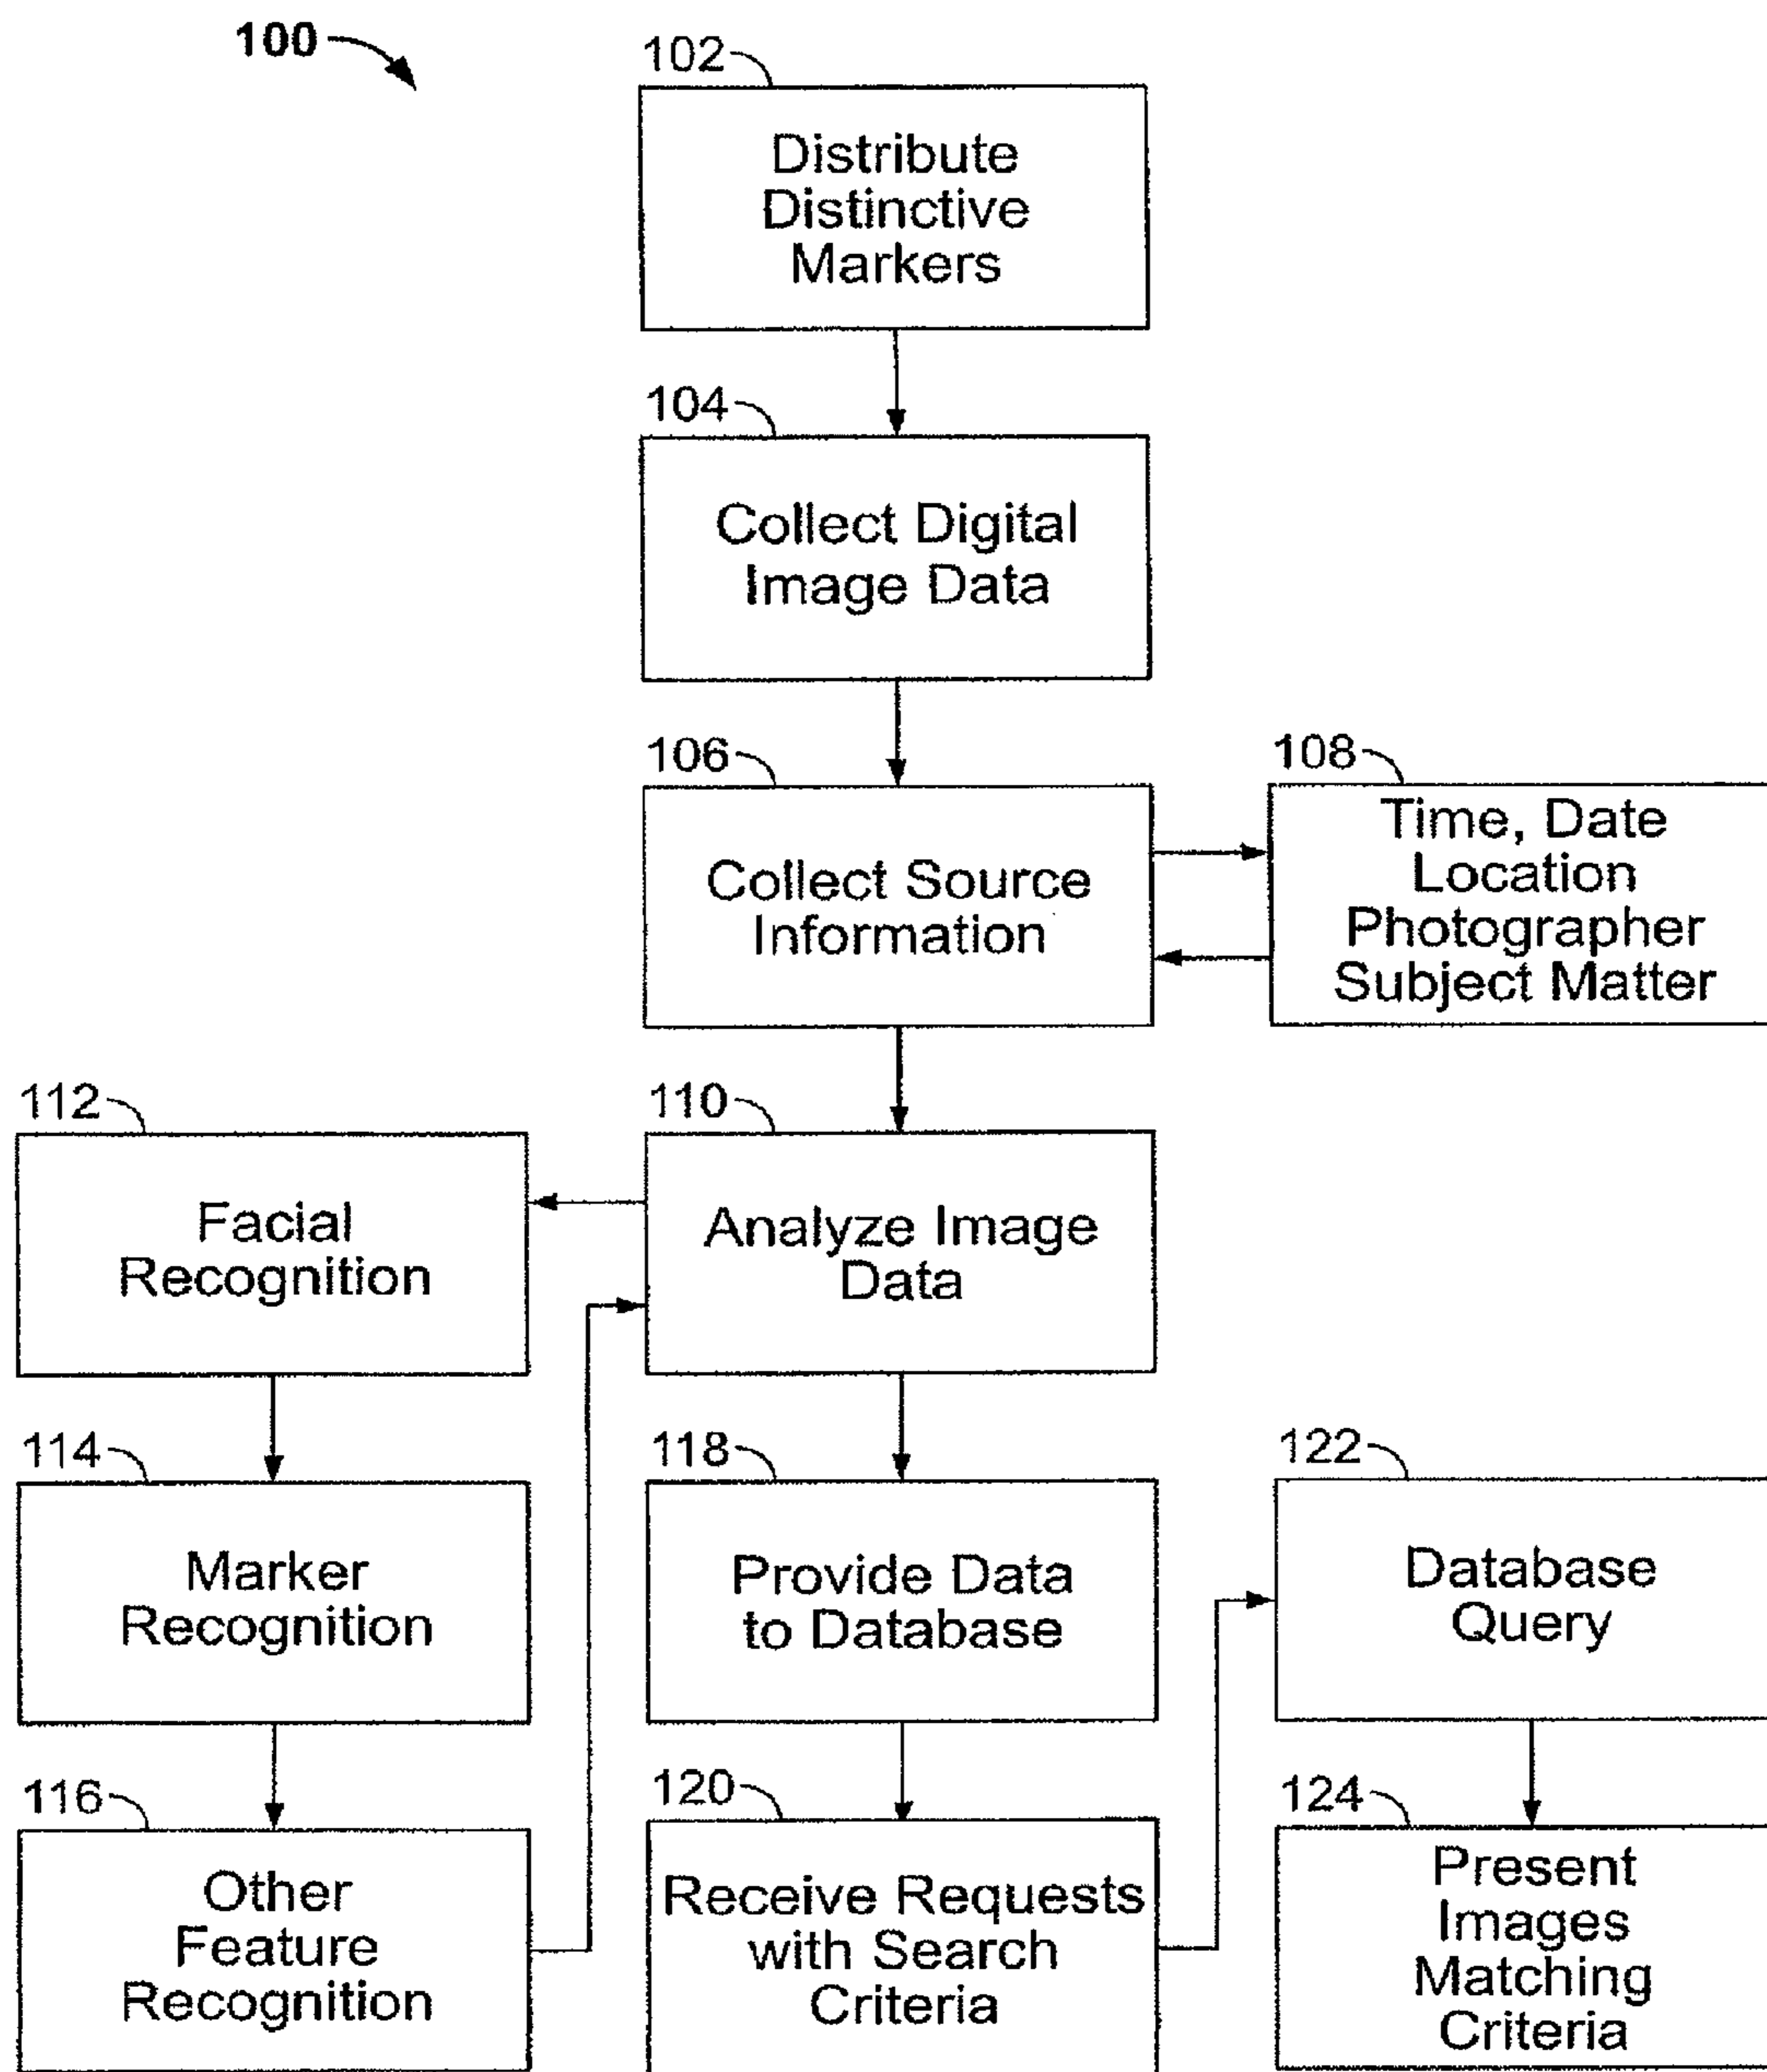 100
102
Distribute
Distinctive
Markers
104
Collect Digital
Image Data
106
Collect Source
Information
108
Time, Date
Location
Photographer
Subject Matter
110
Analyze Image
Data
112
Facial
Recognition
114
Marker
Recognition
116
Other
Feature
Recognition
118
Provide Data
to Database
120
Receive Requests
with Search
Criteria
122
Database
Query
124
Present
Images
Matching
Criteria